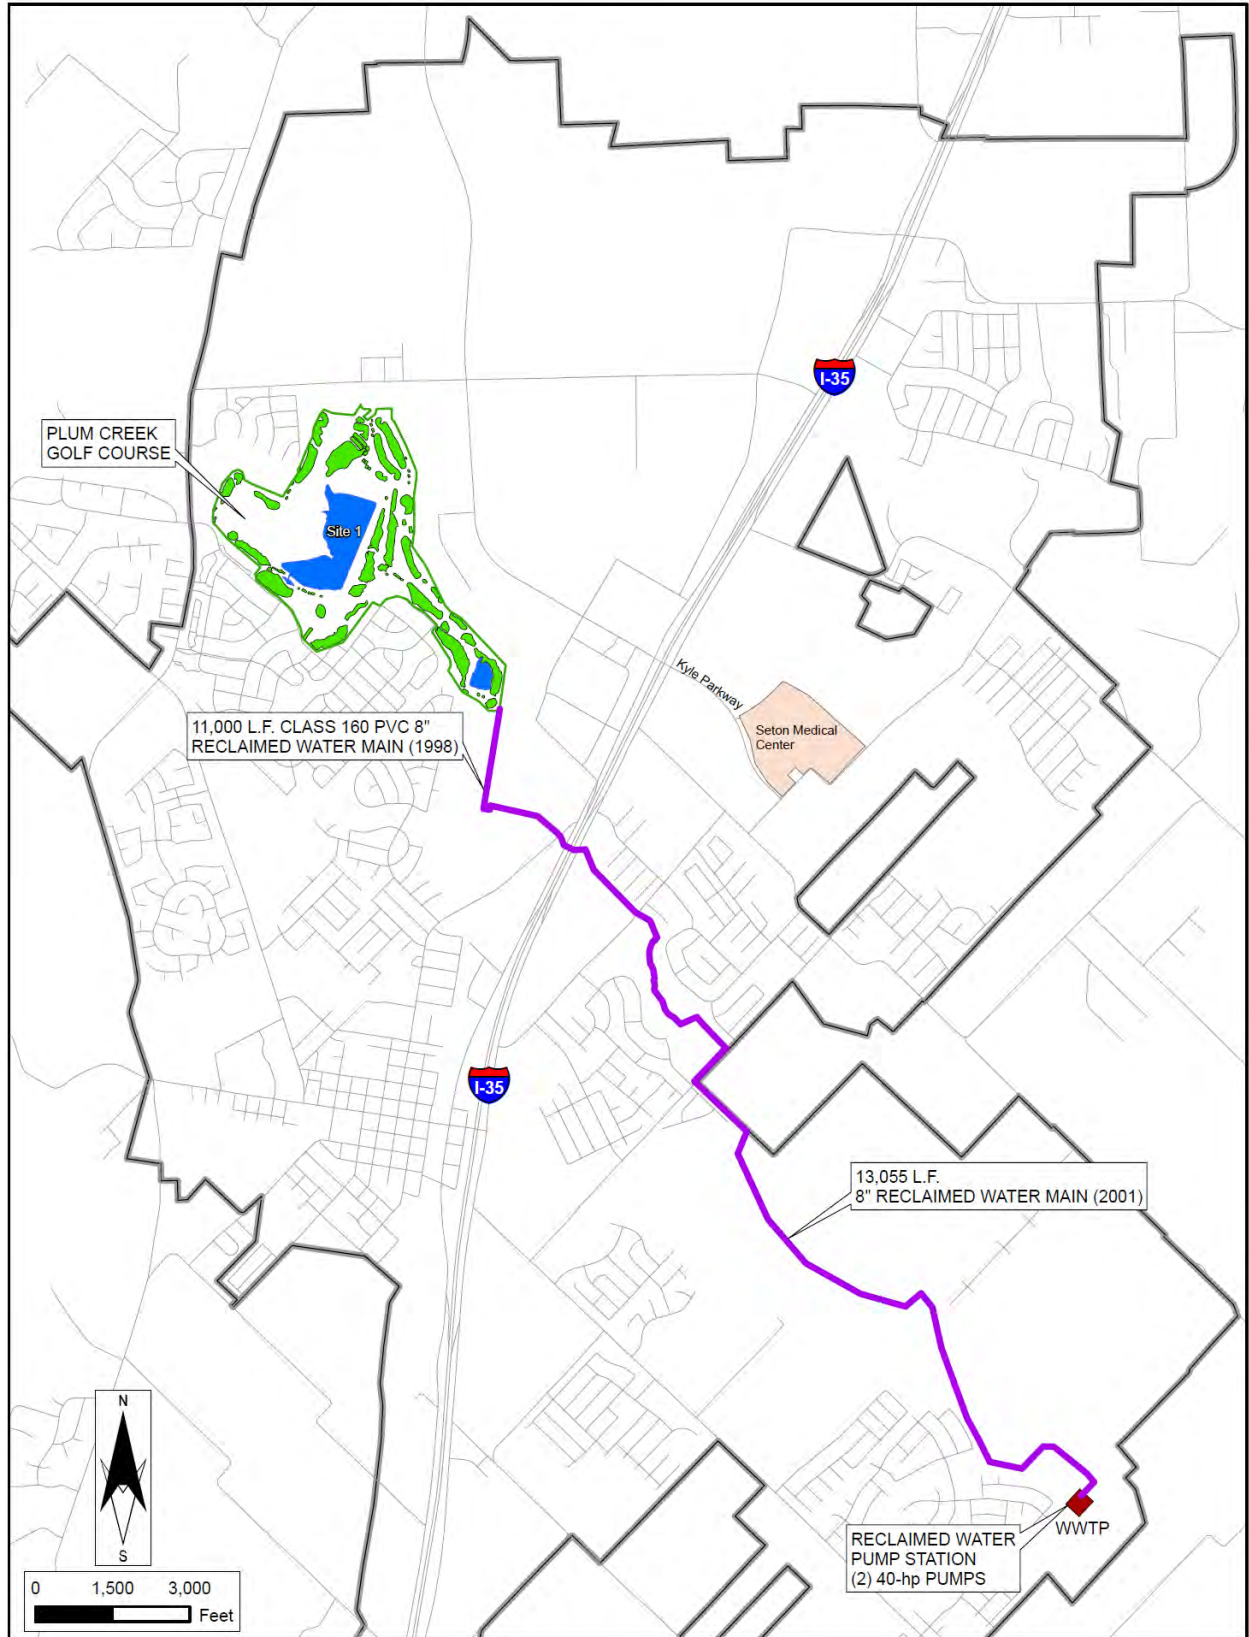 I-35
PLUM CREEK
GOLF COURSE
Site 1
Kyle Parkway
Seton Medical
Center
11,000 L.F. CLASS 160 PVC 8"
RECLAIMED WATER MAIN (1998)
I-35
13,055 L.F.
8" RECLAIMED WATER MAIN (2001)
N
S
WWTP
RECLAIMED WATER
PUMP STATION
(2) 40-hp PUMPS
0 1,500 3,000
Feet